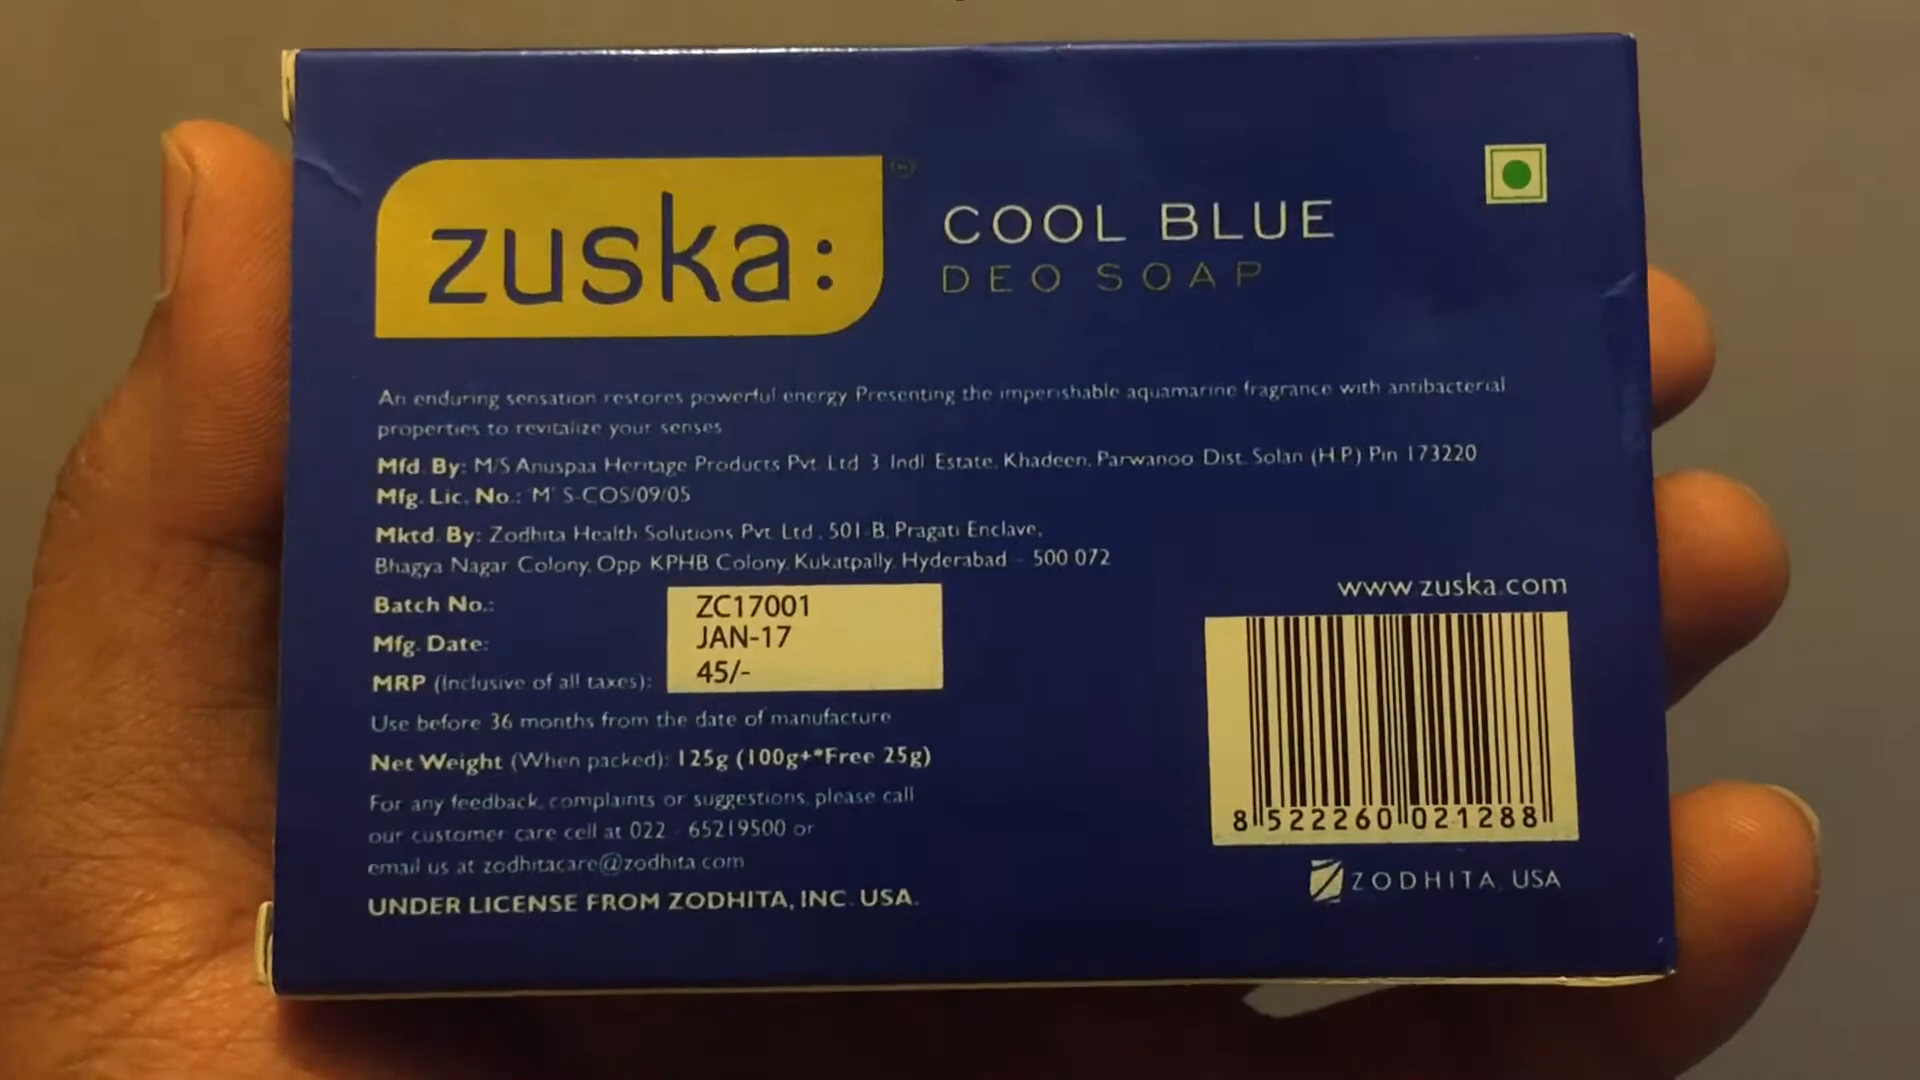 zuska:
COOL BLUE
DEO SOAP
An enduring sensation restores powerful energy Presenting the imperishable aquamarine fragrance with antibacterial
properties to revitalize your senses
Mfd. By: M/S Anuspaa Heritage Products Pvt Ltd 3 Indl Estate, Khadeen, Parwanoo Dist. Solan (H.P.) Pin 173220
Mfg. Lic. No.: M' S-COS/09/05
Mktd. By: Zodhita Health Solutions Pvt. Ltd., 501-B, Pragati Enclave,
Bhagya Nagar Colony, Opp KPHB Colony, Kukatpally, Hyderabad – 500 072
Batch No.: ZC17001
Mfg. Date: JAN-17
MRP (Inclusive of all taxes): 45/-
Use before 36 months from the date of manufacture
Net Weight (When packed): 125g (100g+*Free 25g)
For any feedback, complaints or suggestions, please call
our customer care cell at 022 - 65219500 or
email us at zodhitacare@zodhita.com
UNDER LICENSE FROM ZODHITA, INC. USA.
www.zuska.com
8 522260 021288
ZODHITA, USA